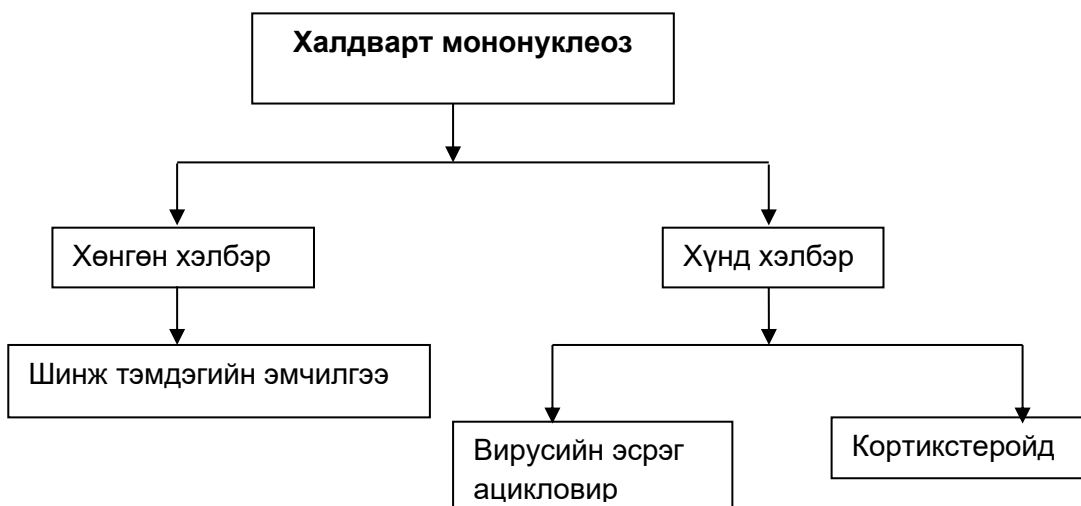 Халдварт мононуклеоз
Хөнгөн хэлбэр
Хүнд хэлбэр
Шинж тэмдэгийн эмчилгээ
Вирусийн эсрэг
ацикловир
Кортикстеройд